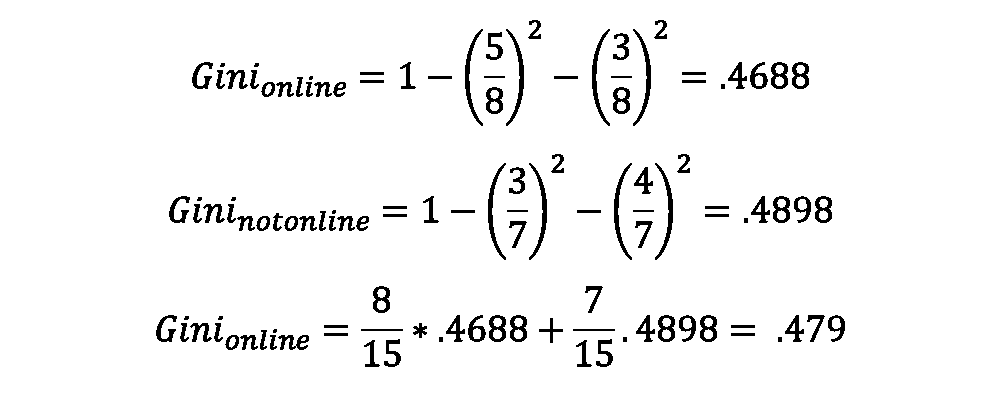 Gini_online = 1 − (5/8)² − (3/8)² = .4688
Gini_notonline = 1 − (3/7)² − (4/7)² = .4898
Gini_online = 8/15 * .4688 + 7/15 . 4898 = .479